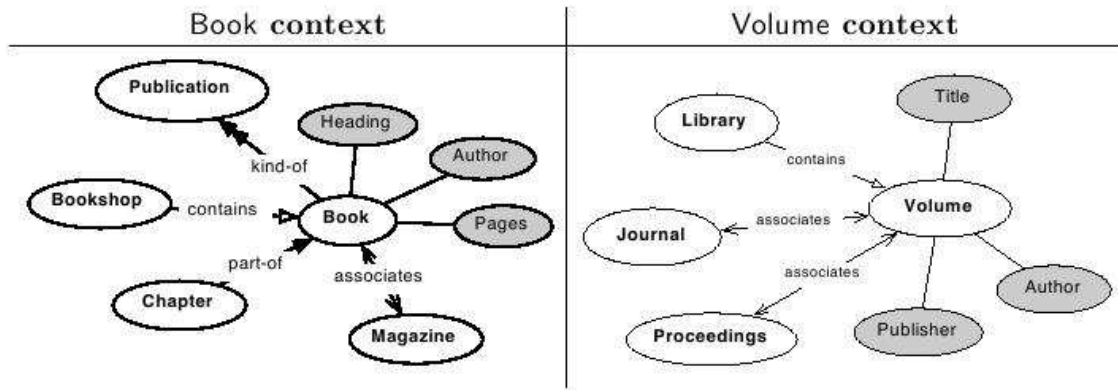 Book context
Publication
Heading
Author
kind-of
Bookshop
contains
Book
Pages
part-of
associates
Chapter
Magazine
Volume context
Title
Library
contains
Volume
associates
Journal
associates
Author
Publisher
Proceedings